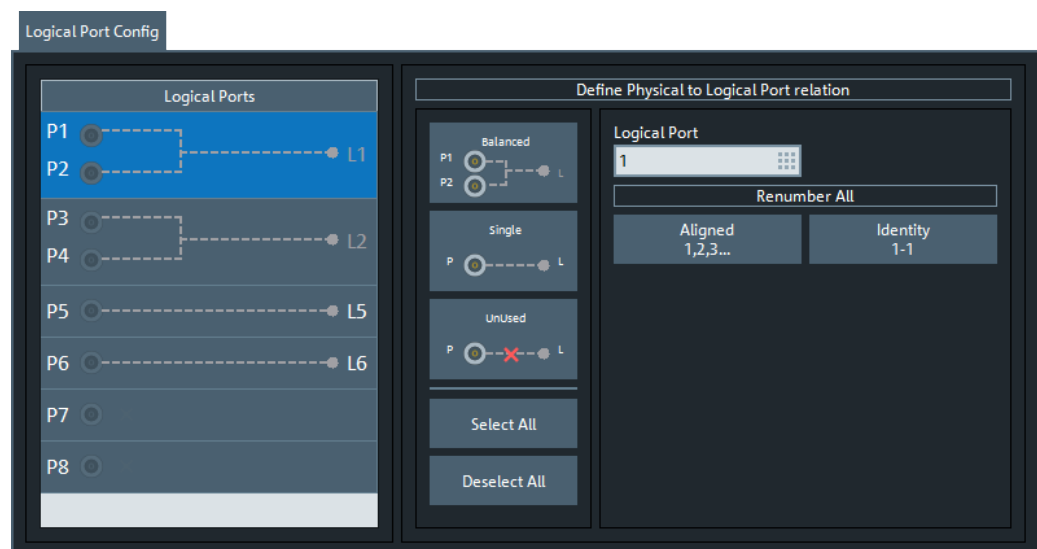 Logical Port Config
Logical Ports
P1
P2
L1
P3
P4
L2
P5 L5
P6 L6
P7
P8
Define Physical to Logical Port relation
Balanced
P1
P2
L
Single
P L
UnUsed
P L
Select All
Deselect All
Logical Port
1
Renumber All
Aligned
1,2,3...
Identity
1-1